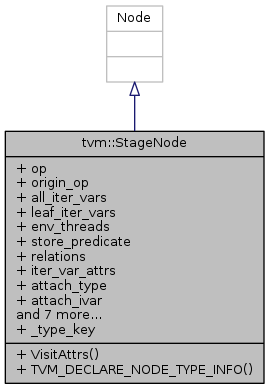 Node
tvm::StageNode
+ op
+ origin_op
+ all_iter_vars
+ leaf_iter_vars
+ env_threads
+ store_predicate
+ relations
+ iter_var_attrs
+ attach_type
+ attach_ivar
and 7 more...
+ _type_key
+ VisitAttrs()
+ TVM_DECLARE_NODE_TYPE_INFO()